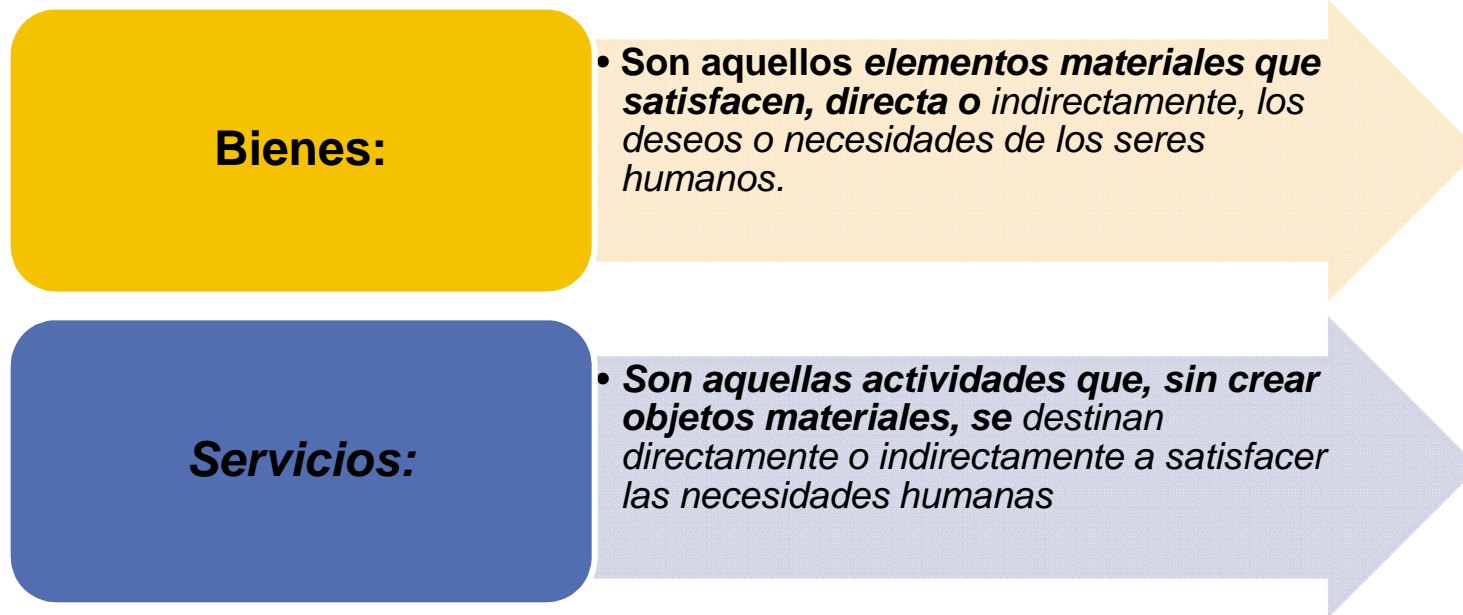 Bienes:
• Son aquellos elementos materiales que
satisfacen, directa o indirectamente, los
deseos o necesidades de los seres
humanos.
Servicios:
• Son aquellas actividades que, sin crear
objetos materiales, se destinan
directamente o indirectamente a satisfacer
las necesidades humanas